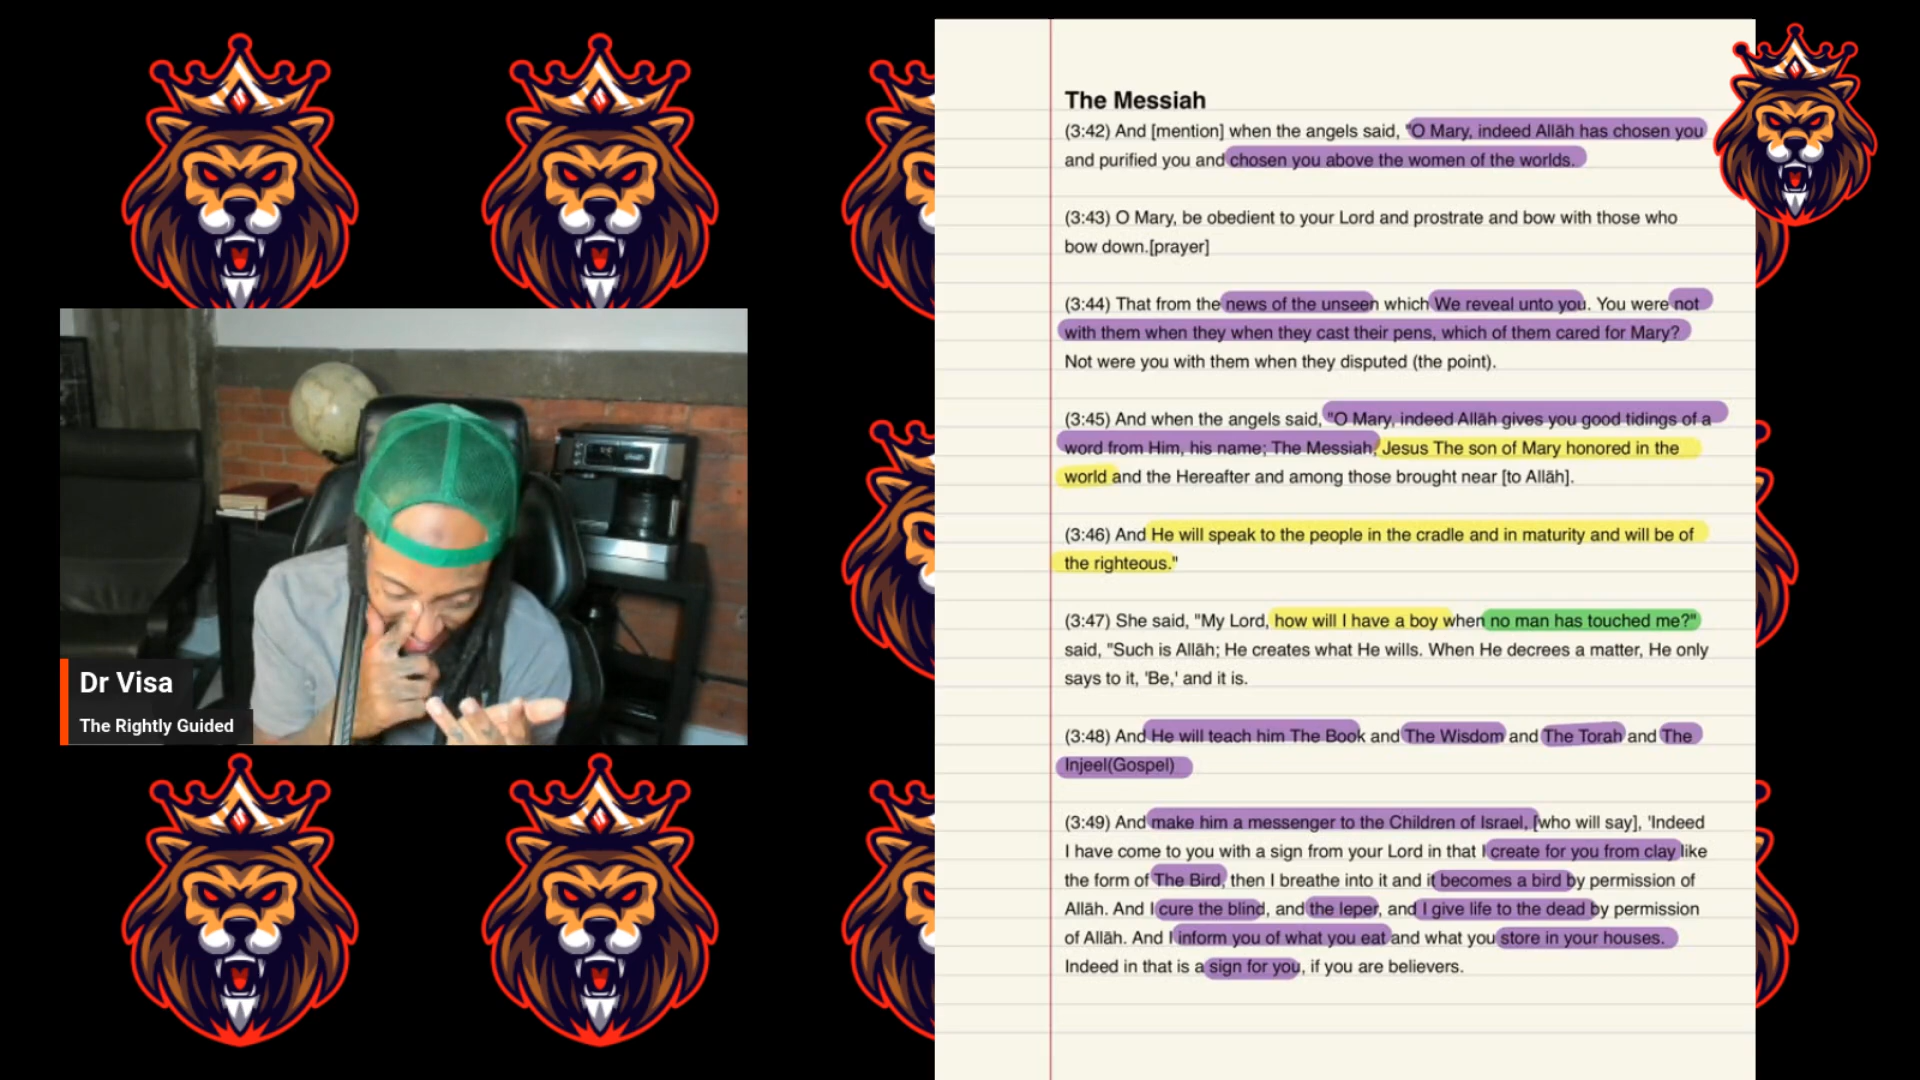 The Messiah
(3:42) And [mention] when the angels said, "O Mary, indeed Allāh has chosen you
and purified you and chosen you above the women of the worlds.
(3:43) O Mary, be obedient to your Lord and prostrate and bow with those who
bow down.[prayer]
(3:44) That from the news of the unseen which We reveal unto you. You were not
with them when they when they cast their pens, which of them cared for Mary?
Not were you with them when they disputed (the point).
(3:45) And when the angels said, "O Mary, indeed Allāh gives you good tidings of a
word from Him, his name; The Messiah, Jesus The son of Mary honored in the
world and the Hereafter and among those brought near [to Allāh].
(3:46) And He will speak to the people in the cradle and in maturity and will be of
the righteous."
(3:47) She said, "My Lord, how will I have a boy when no man has touched me?"
said, "Such is Allāh; He creates what He wills. When He decrees a matter, He only
says to it, 'Be,' and it is.
(3:48) And He will teach him The Book and The Wisdom and The Torah and The
Injeel(Gospel)
(3:49) And make him a messenger to the Children of Israel, [who will say], 'Indeed
I have come to you with a sign from your Lord in that I create for you from clay like
the form of The Bird, then I breathe into it and it becomes a bird by permission of
Allāh. And I cure the blind, and the leper, and I give life to the dead by permission
of Allāh. And I inform you of what you eat and what you store in your houses.
Indeed in that is a sign for you, if you are believers.
Dr Visa
The Rightly Guided